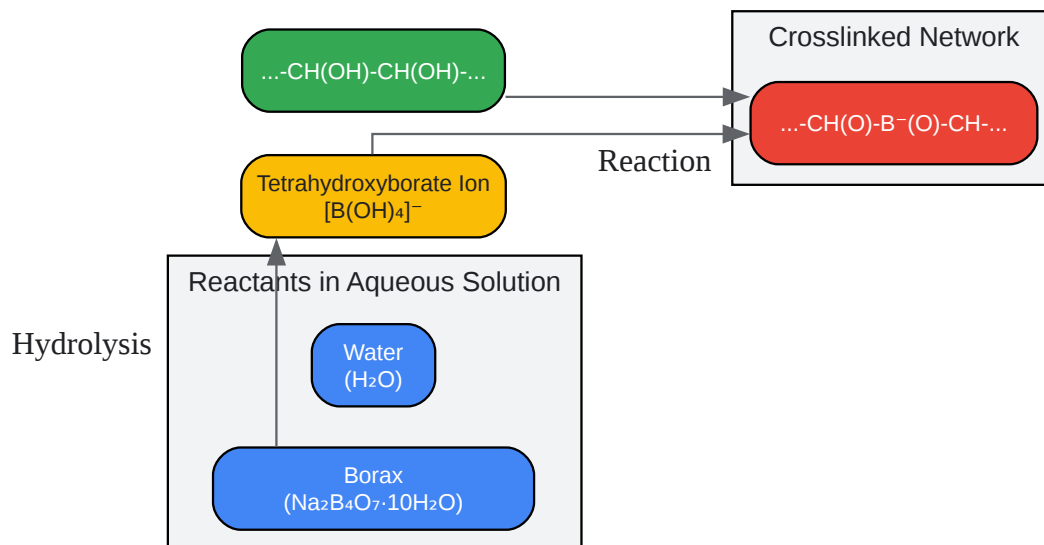 Crosslinked Network
...-CH(OH)-CH(OH)-...
...-CH(O)-B⁻(O)-CH-...
Reaction
Tetrahydroxyborate Ion
[B(OH)₄]⁻
Reactants in Aqueous Solution
Hydrolysis
Water
(H₂O)
Borax
(Na₂B₄O₇·10H₂O)